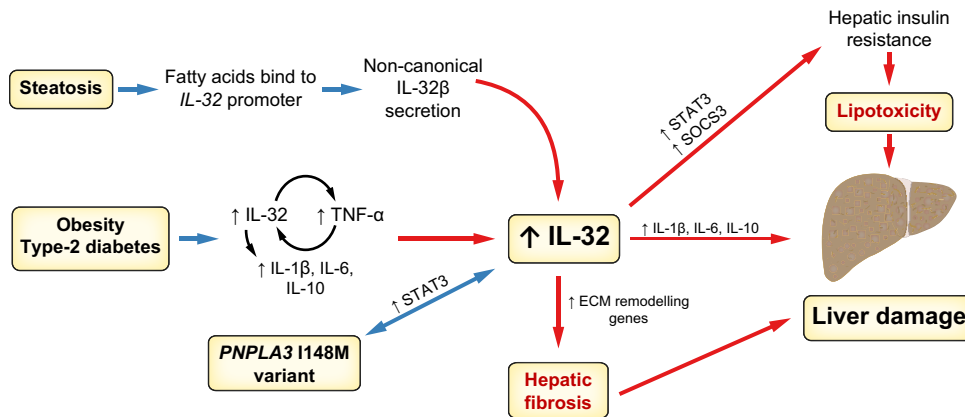 Steatosis
Fatty acids bind to
IL-32 promoter
Non-canonical
IL-32β
secretion
Hepatic insulin
resistance
Lipotoxicity
↑ STAT3
↑ SOCS3
Obesity
Type-2 diabetes
↑ IL-32
↑ TNF-α
↑ IL-1β, IL-6,
IL-10
↑ IL-32
↑ IL-1β, IL-6, IL-10
↑ STAT3
↑ ECM remodelling
genes
Liver damage
PNPLA3 I148M
variant
Hepatic
fibrosis